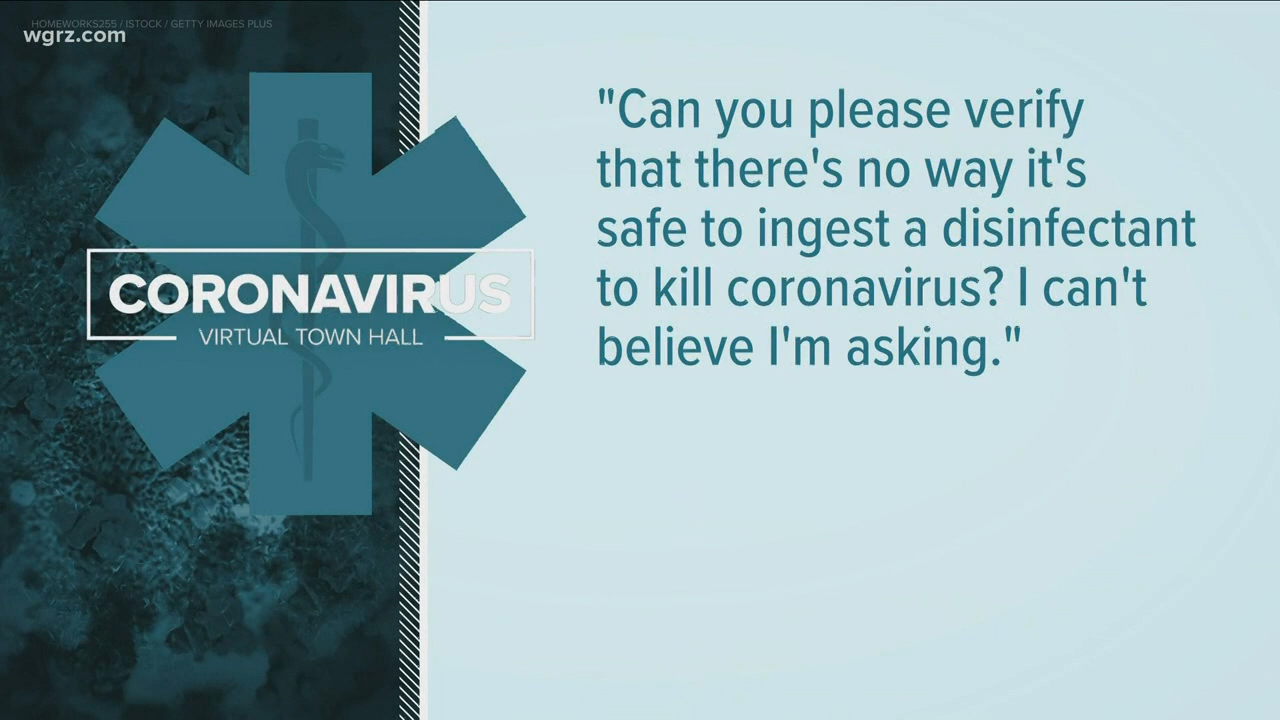 HOMEWORKS255 / ISTOCK / GETTY IMAGES PLUS
wgrz.com
CORONAVIRUS
VIRTUAL TOWN HALL
"Can you please verify
that there's no way it's
safe to ingest a disinfectant
to kill coronavirus? I can't
believe I'm asking."